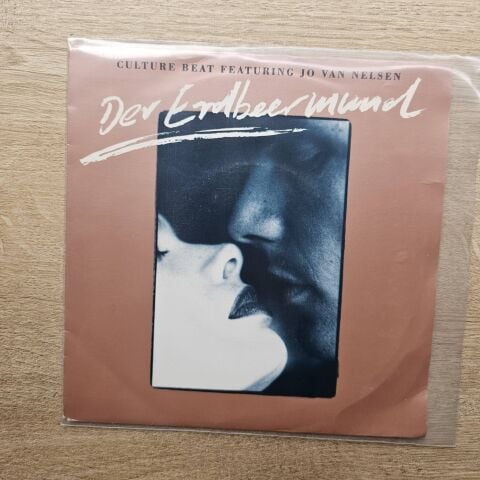 CULTURE BEAT FEATURING JO VAN NELSEN
Der Erdbeermund